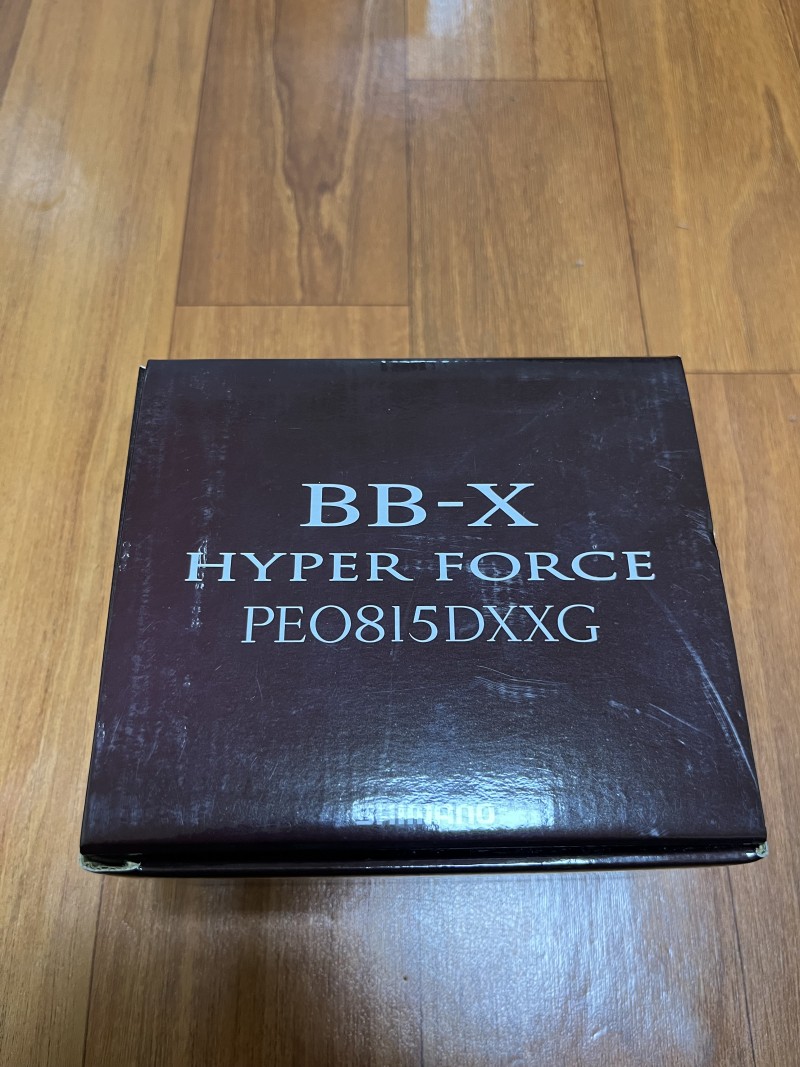 BB-X
HYPER FORCE
PE0815DXXG
SHIMANO